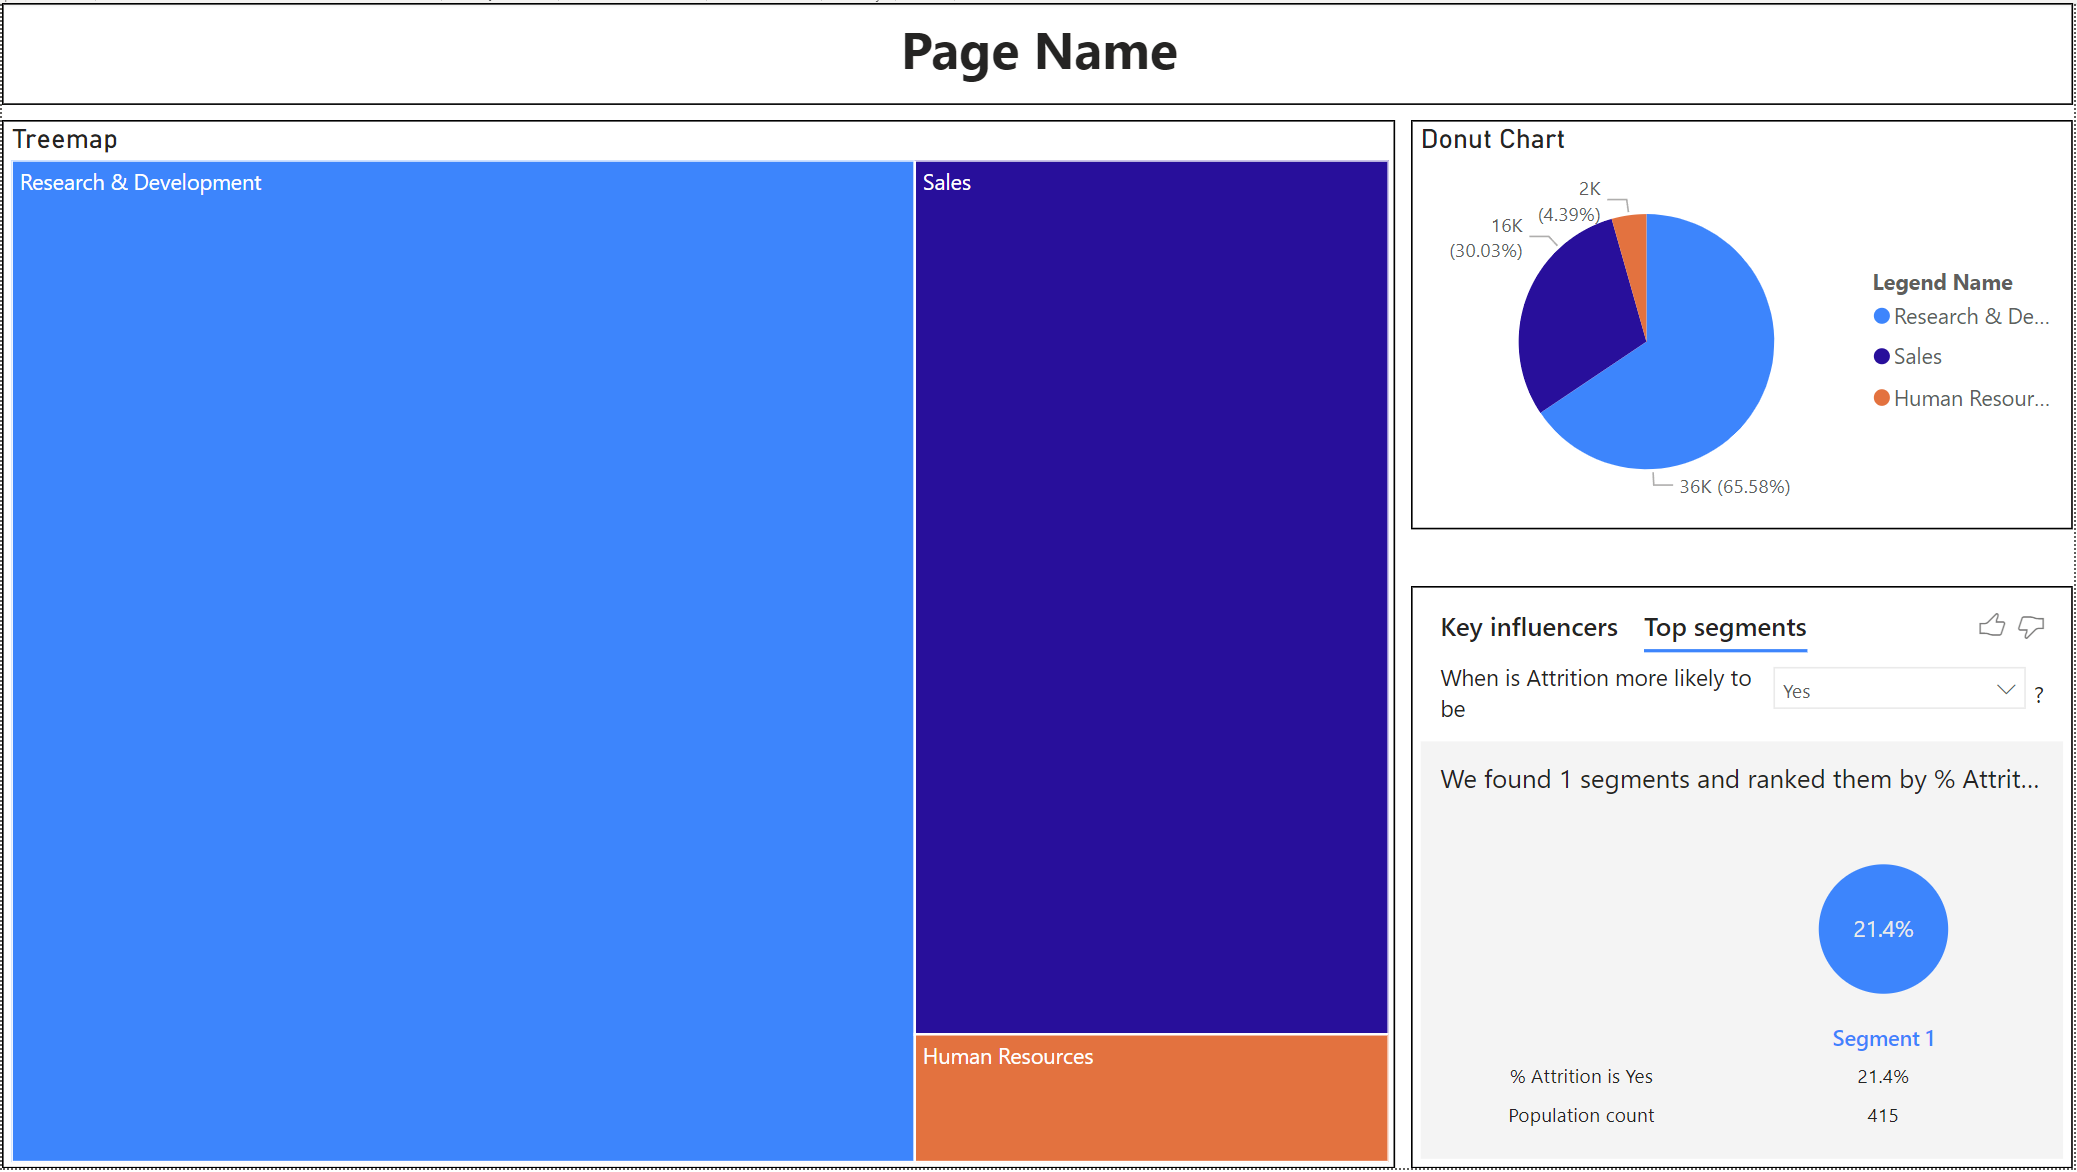 Page Name
Treemap
Research & Development
Sales
Human Resources
Donut Chart
2K
(4.39%)
16K
(30.03%)
36K (65.58%)
Legend Name
Research & De...
Sales
Human Resour...
Key influencers Top segments
When is Attrition more likely to
be
Yes
?
We found 1 segments and ranked them by % Attrit...
21.4%
Segment 1
% Attrition is Yes 21.4%
Population count 415